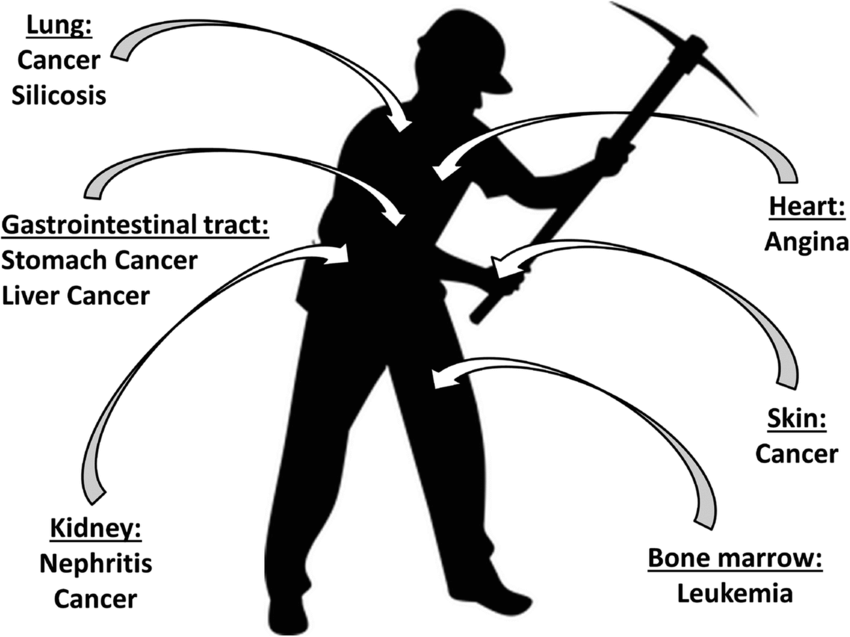 Lung:
Cancer
Silicosis
Gastrointestinal tract:
Stomach Cancer
Liver Cancer
Kidney:
Nephritis
Cancer
Heart:
Angina
Skin:
Cancer
Bone marrow:
Leukemia